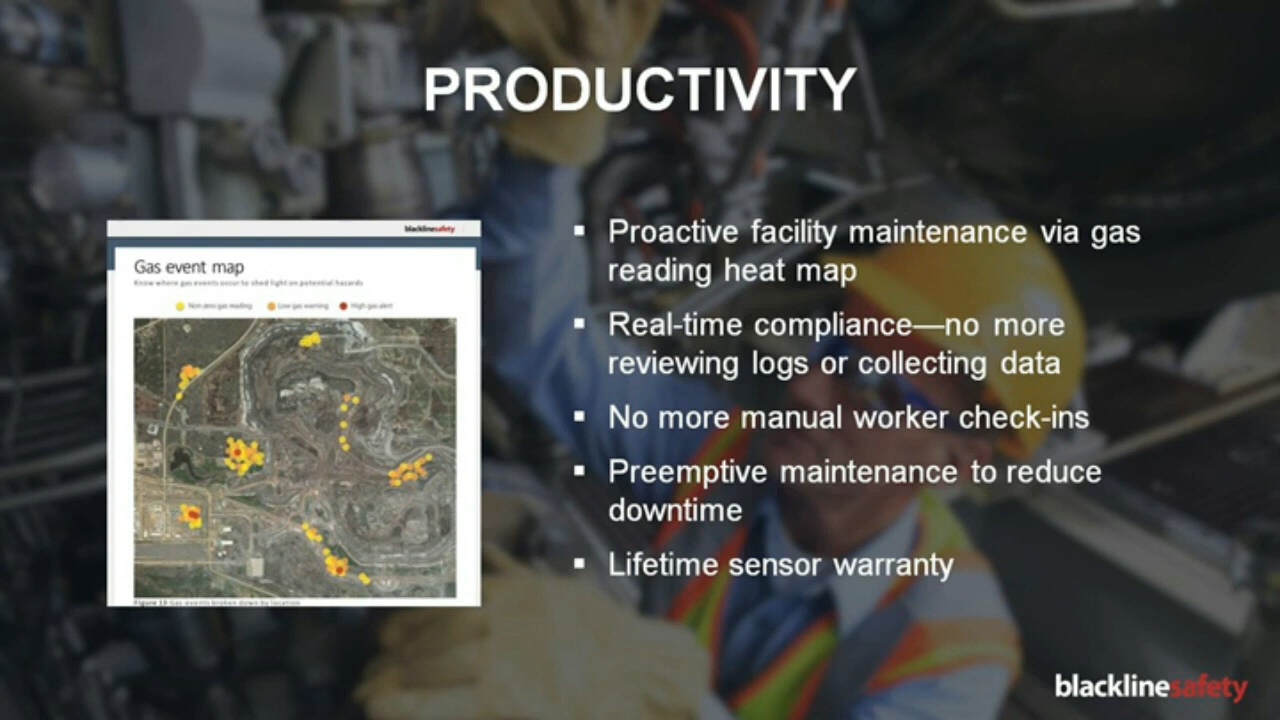 PRODUCTIVITY
blacklinesafety
Gas event map
Know where gas events occur to shed light on potential hazards
Non-zero gas reading Low gas warning High gas alert
Figure 13 Gas events broken down by location
▪ Proactive facility maintenance via gas
reading heat map
▪ Real-time compliance—no more
reviewing logs or collecting data
▪ No more manual worker check-ins
▪ Preemptive maintenance to reduce
downtime
▪ Lifetime sensor warranty
blacklinesafety